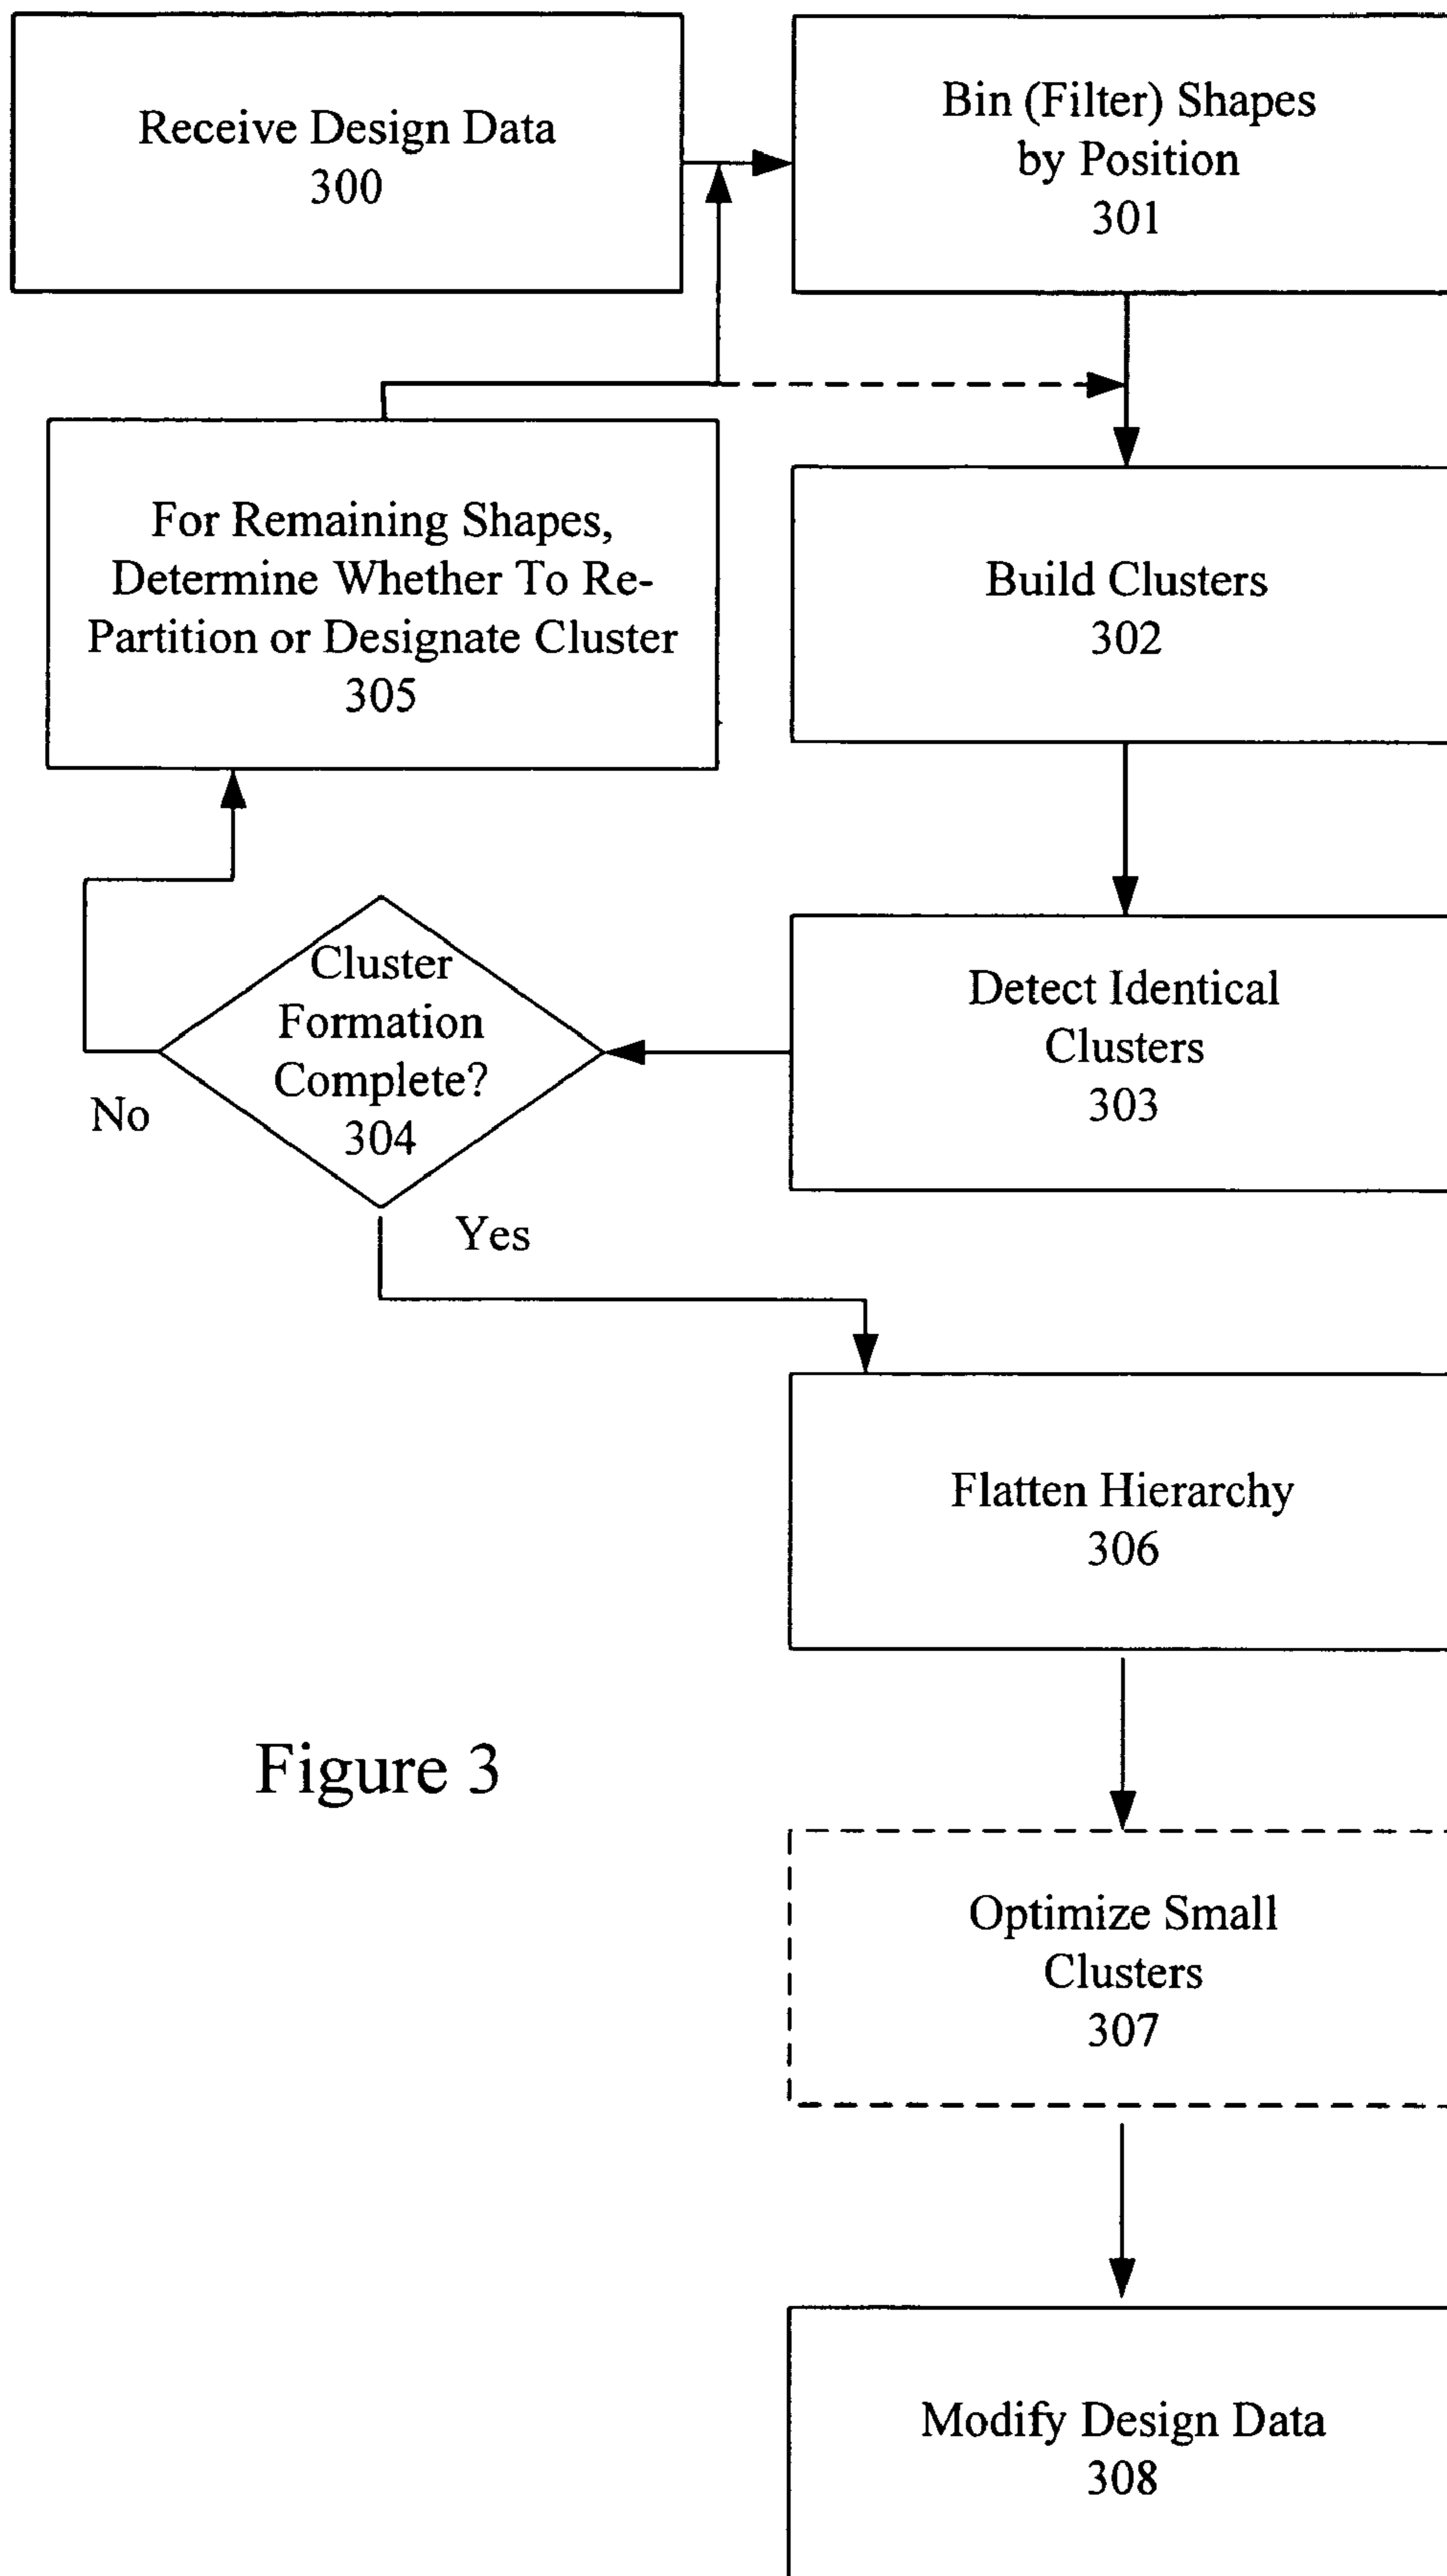 Receive Design Data
300
Bin (Filter) Shapes
by Position
301
For Remaining Shapes,
Determine Whether To Re-
Partition or Designate Cluster
305
Build Clusters
302
Cluster
Formation
Complete?
304
Detect Identical
Clusters
303
No
Yes
Flatten Hierarchy
306
Figure 3
Optimize Small
Clusters
307
Modify Design Data
308